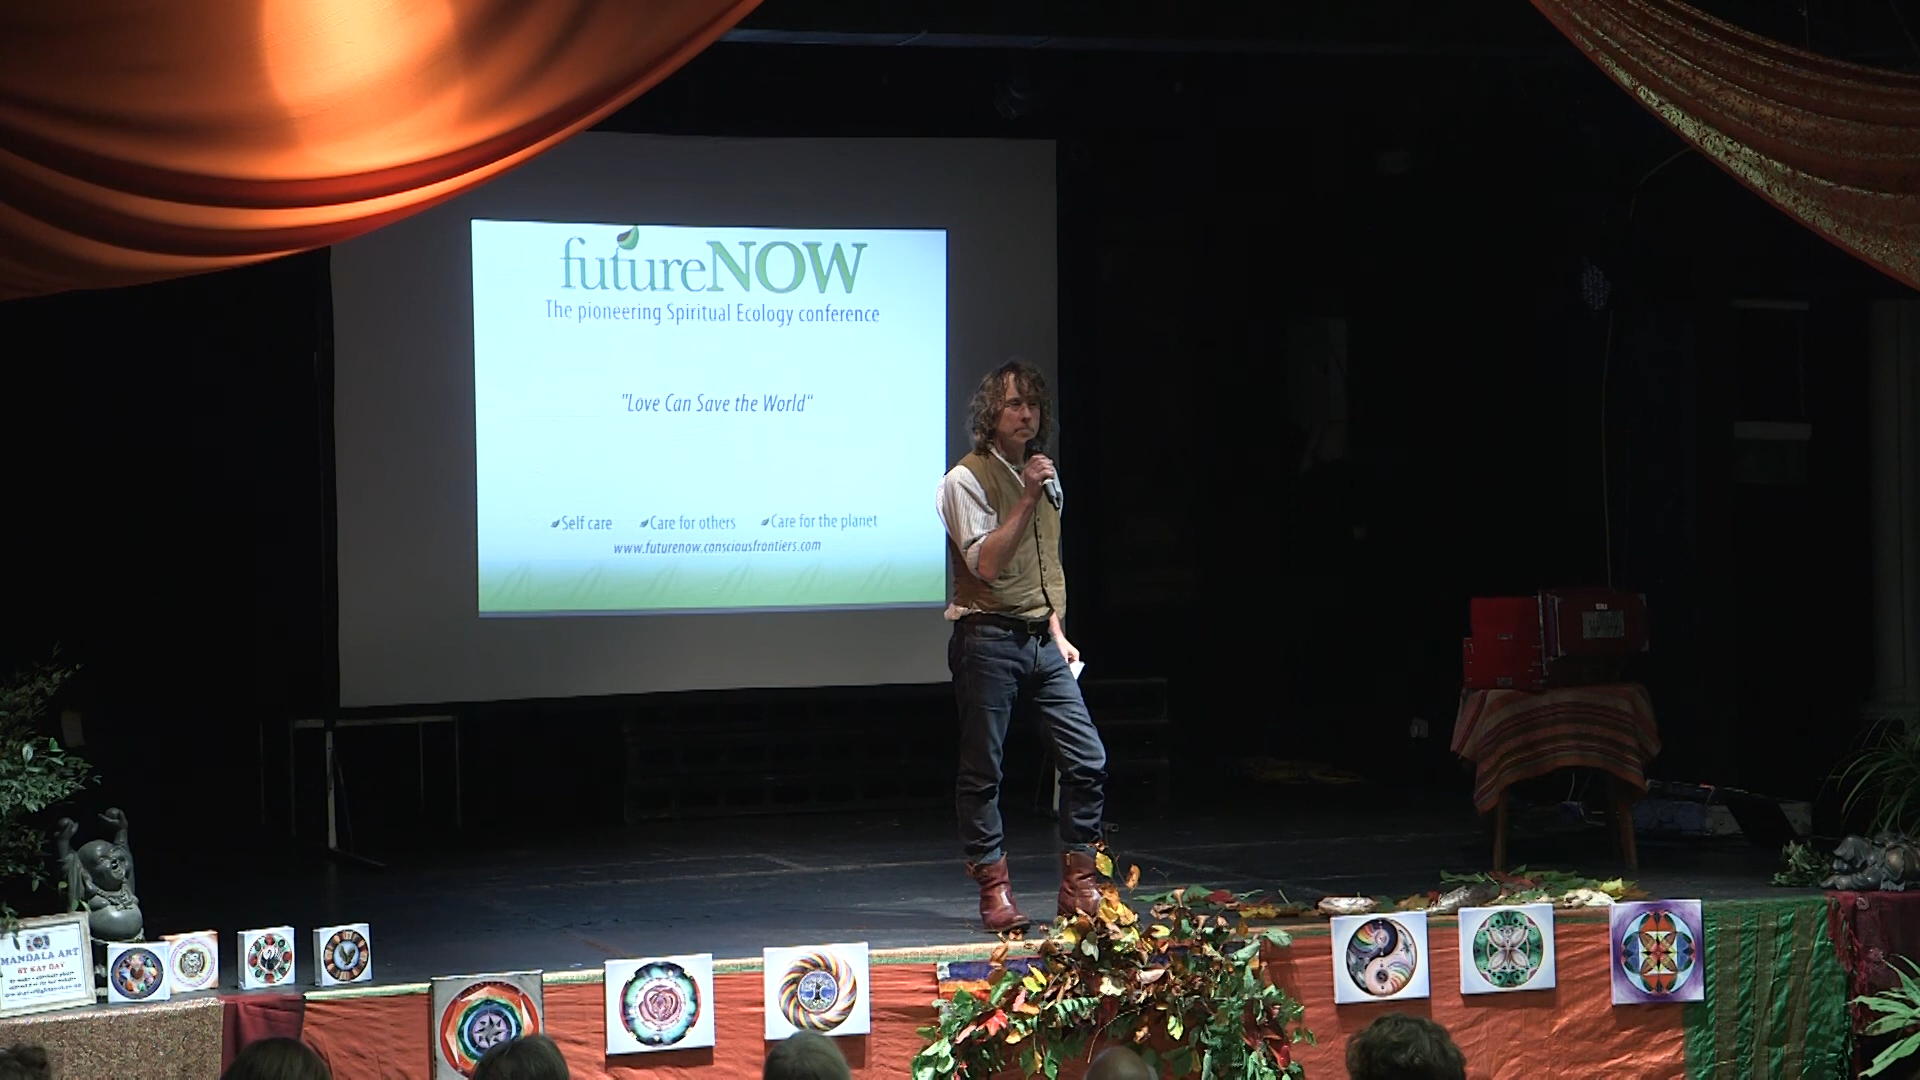 futureNOW
The pioneering Spiritual Ecology conference
"Love Can Save the World"
Self care Care for others Care for the planet
www.futurenow.consciousfrontiers.com
MANDALA ART
BY KAT DAY